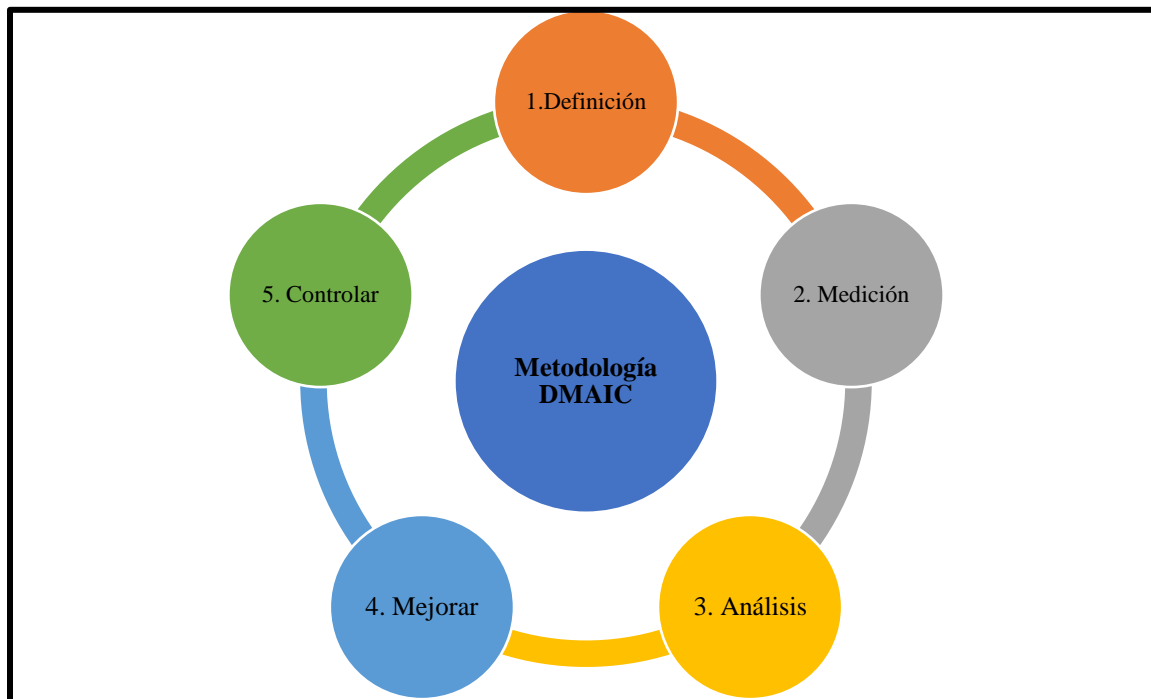 1.Definición
2. Medición
3. Análisis
4. Mejorar
5. Controlar
Metodología
DMAIC